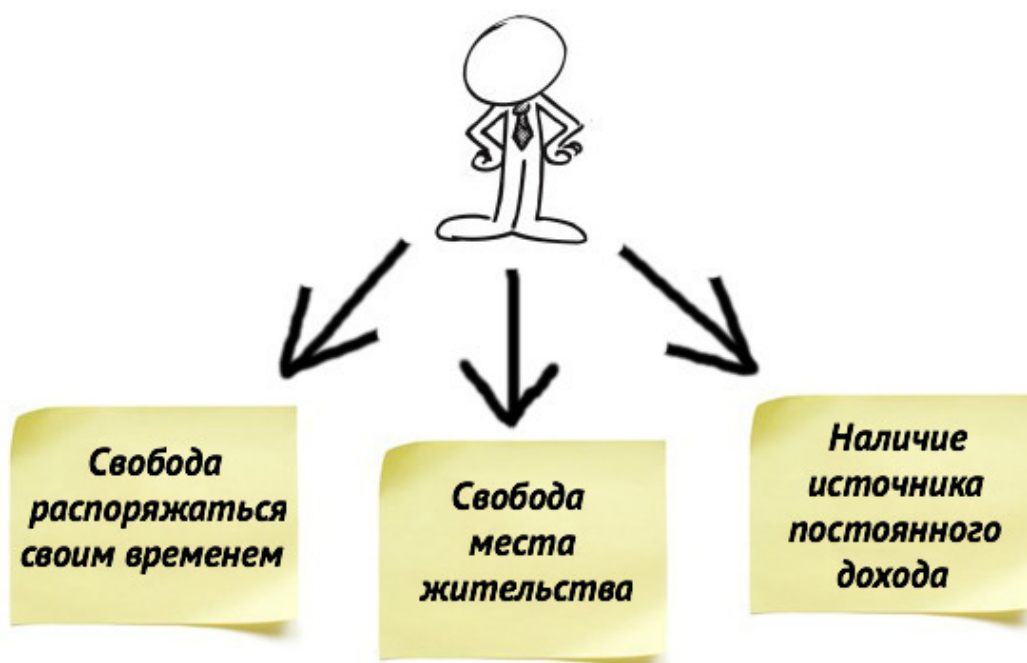 Свобода
распоряжаться
своим временем
Свобода
места
жительства
Наличие
источника
постоянного
дохода